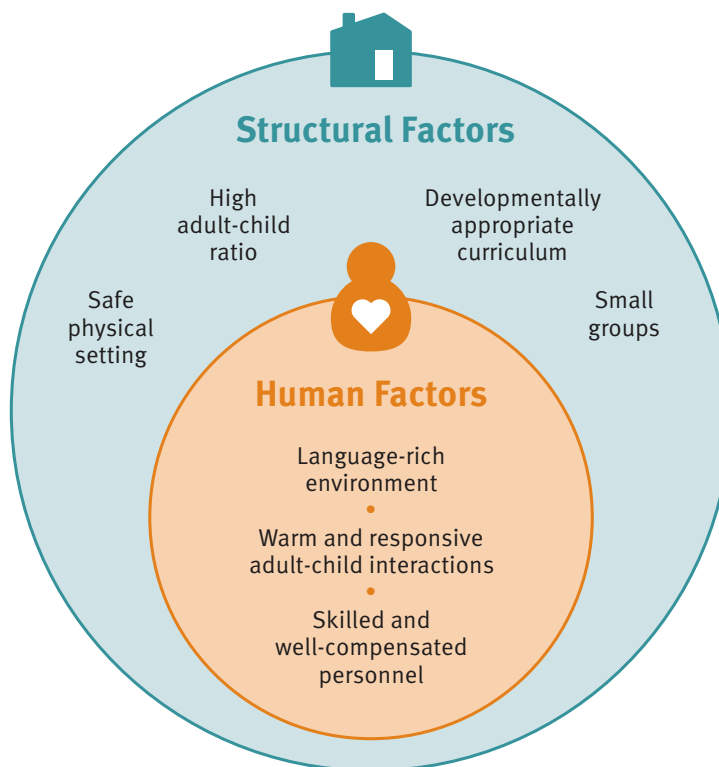 Structural Factors
High
adult-child
ratio
Developmentally
appropriate
curriculum
Safe
physical
setting
Small
groups
Human Factors
Language-rich
environment
•
Warm and responsive
adult-child interactions
•
Skilled and
well-compensated
personnel